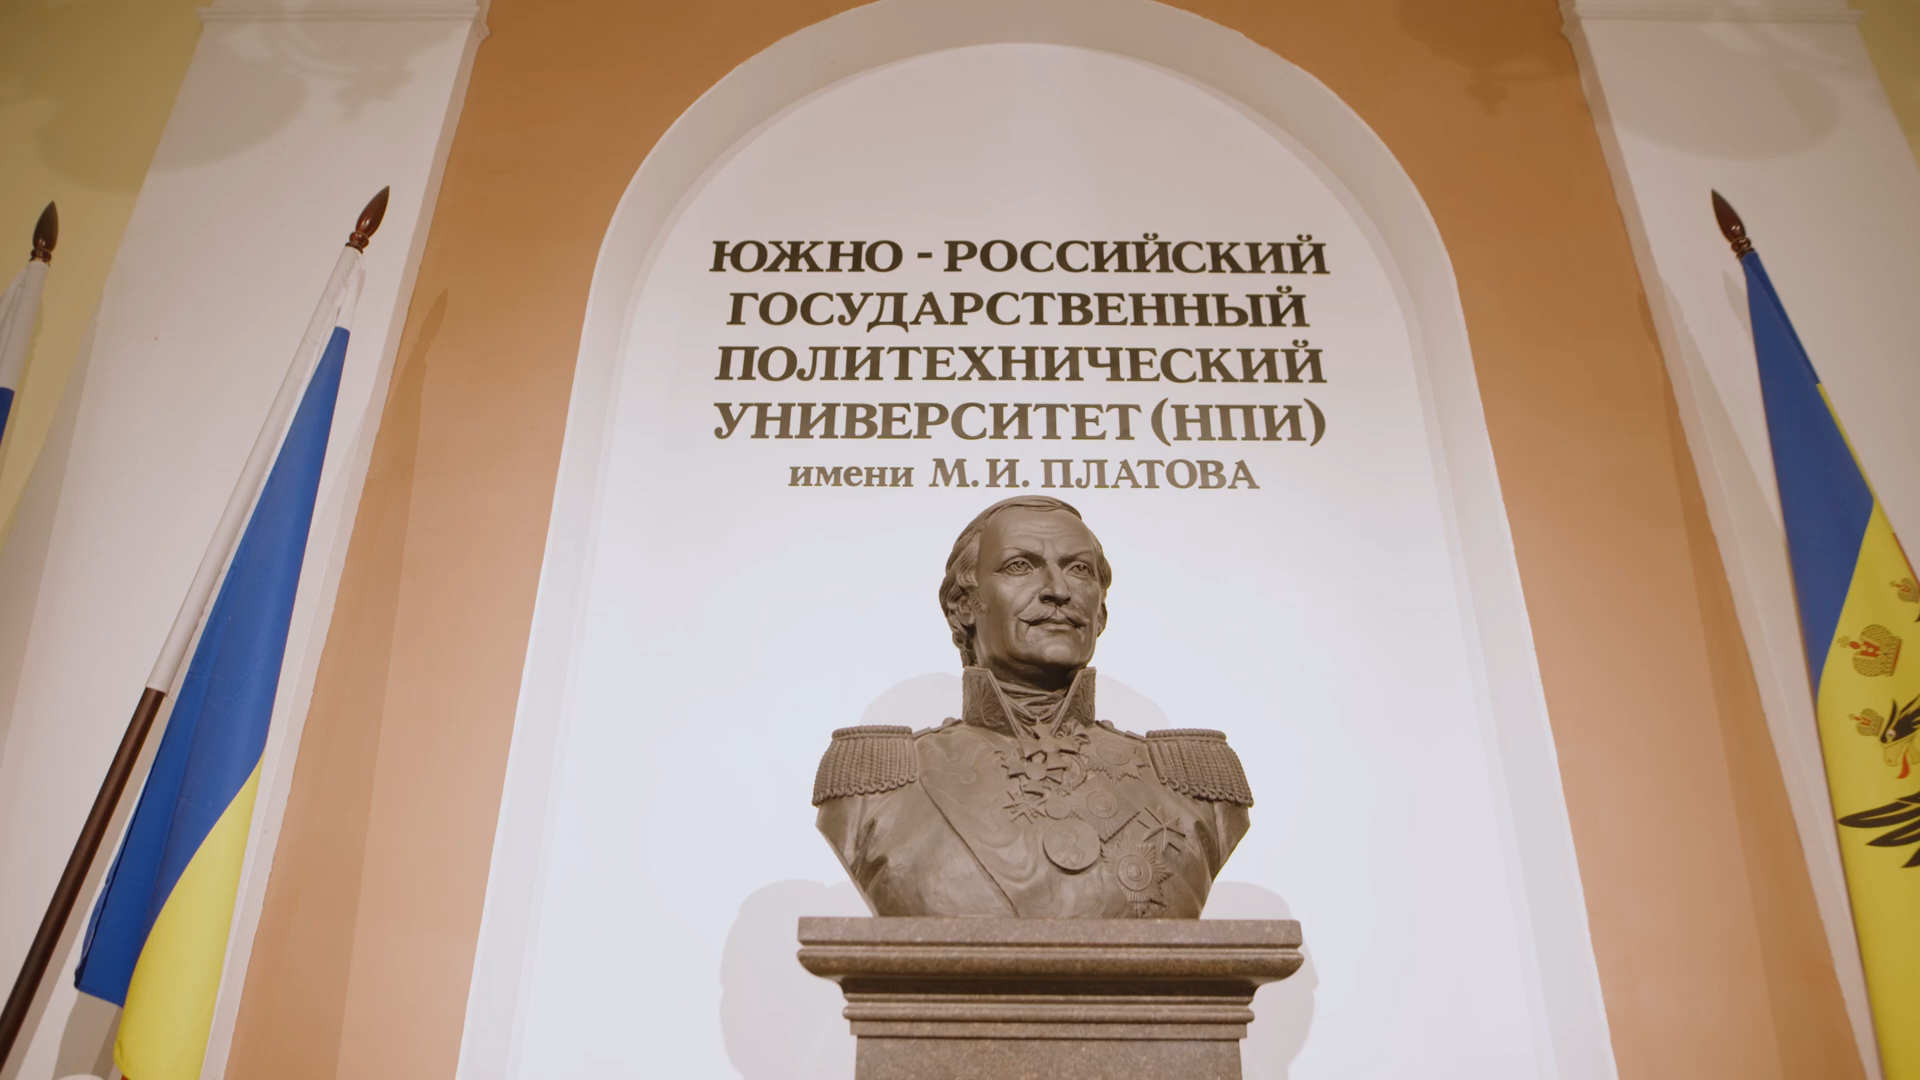 ЮЖНО - РОССИЙСКИЙ
ГОСУДАРСТВЕННЫЙ
ПОЛИТЕХНИЧЕСКИЙ
УНИВЕРСИТЕТ (НПИ)
имени М. И. ПЛАТОВА